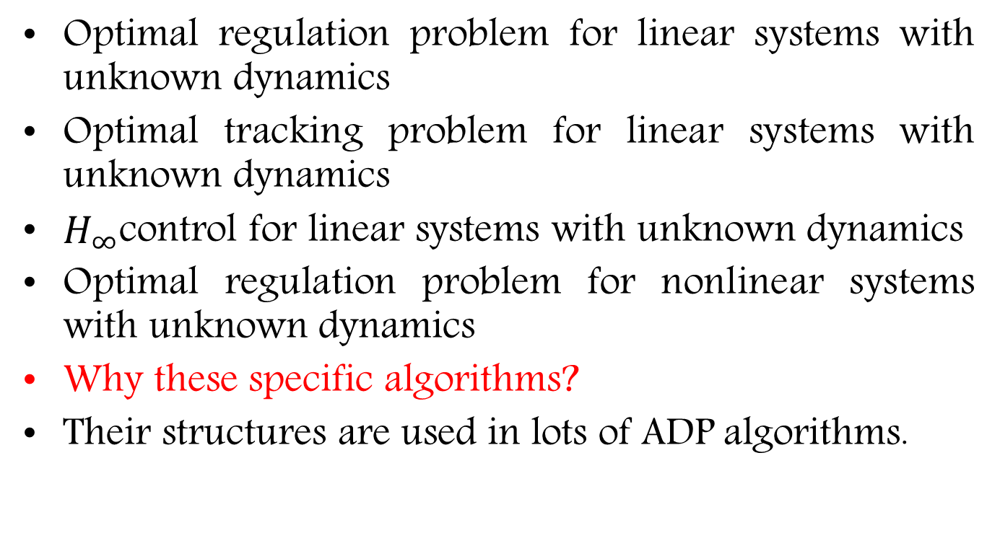 • Optimal regulation problem for linear systems with
unknown dynamics
• Optimal tracking problem for linear systems with
unknown dynamics
• H∞control for linear systems with unknown dynamics
• Optimal regulation problem for nonlinear systems
with unknown dynamics
• Why these specific algorithms?
• Their structures are used in lots of ADP algorithms.